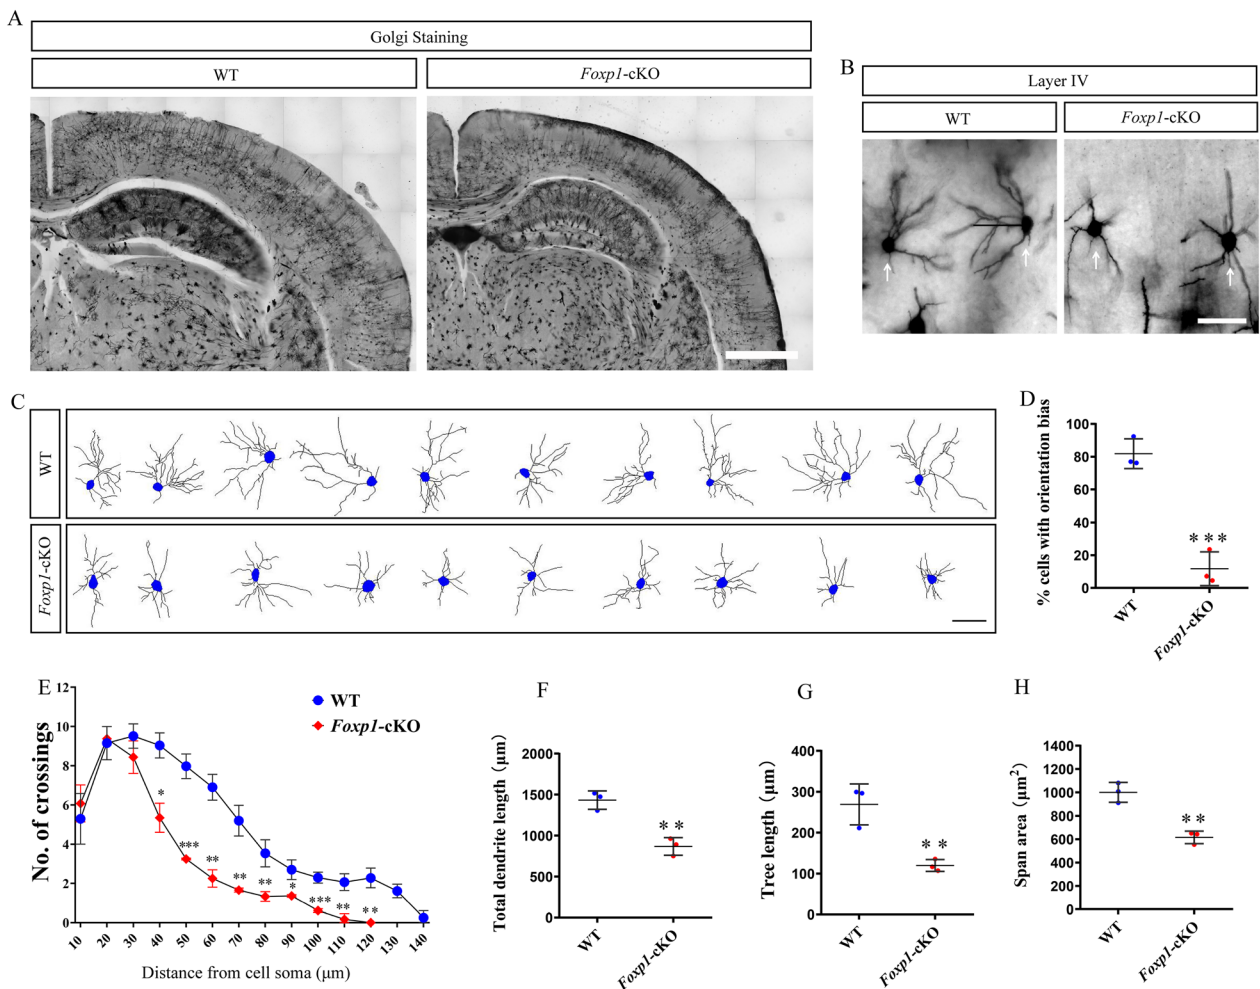 A
Golgi Staining
WT
Foxp1-cKO
B
Layer IV
WT
Foxp1-cKO
C
WT
Foxp1-cKO
D
% cells with orientation bias
100
80
60
40
20
0
***
WT
Foxp1-cKO
E
No. of crossings
12
10
8
6
4
2
0
WT
Foxp1-cKO
*
***
**
**
**
*
***
**
**
10
20
30
40
50
60
70
80
90
100
110
120
130
140
Distance from cell soma (μm)
F
Total dendrite length (μm)
2000
1500
1000
500
0
**
WT
Foxp1-cKO
G
Tree length (μm)
400
300
200
100
0
**
WT
Foxp1-cKO
H
Span area (μm²)
1400
1200
1000
800
600
400
200
0
**
WT
Foxp1-cKO